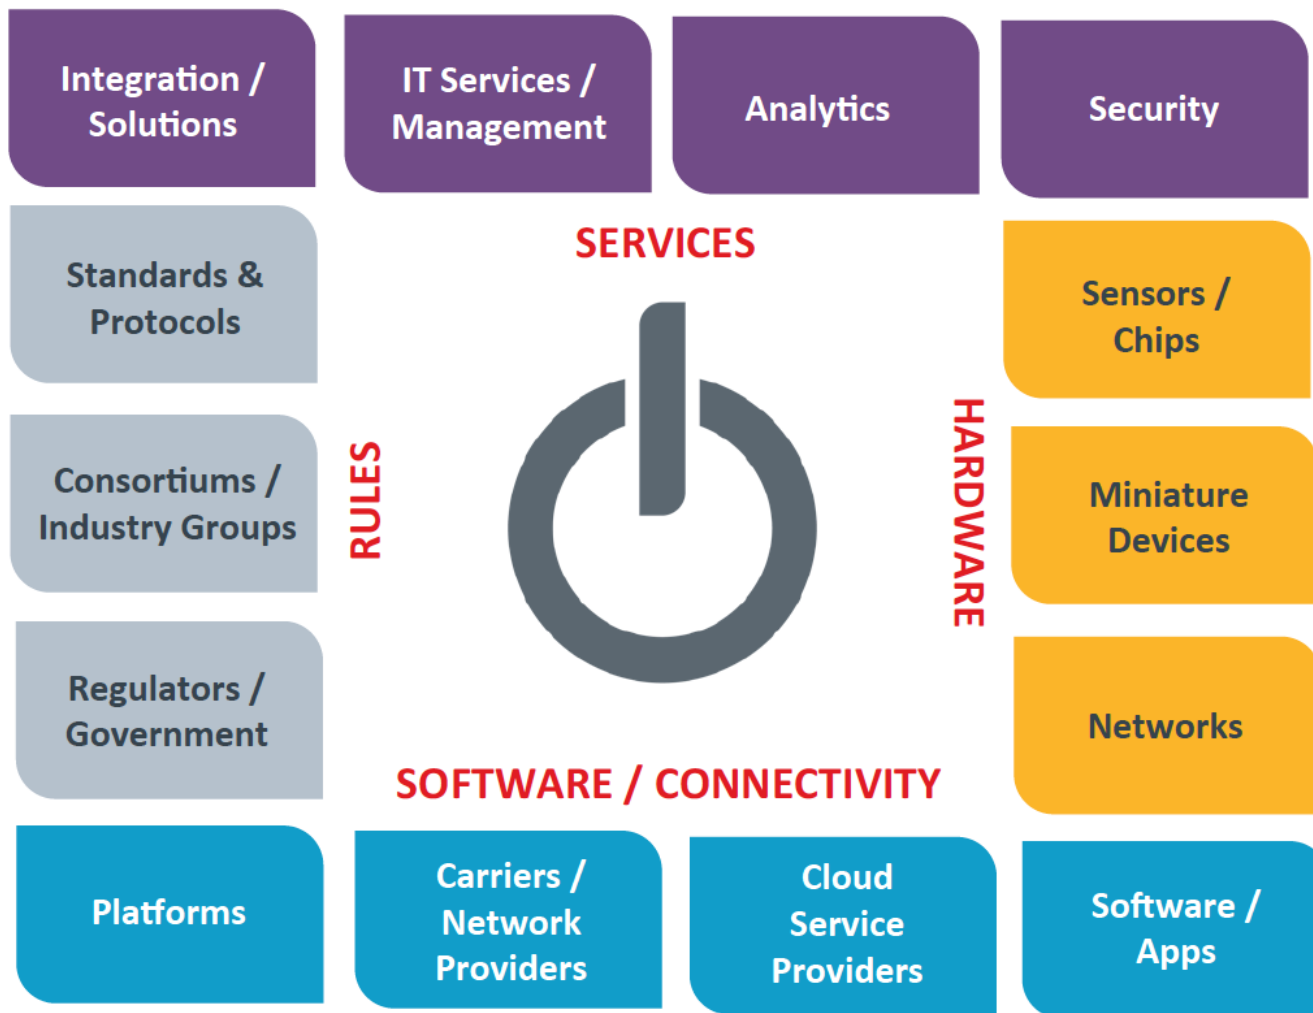 Integration /
Solutions
IT Services /
Management
Analytics
Security
Standards &
Protocols
SERVICES
Sensors /
Chips
Consortiums /
Industry Groups
RULES
HARDWARE
Miniature
Devices
Regulators /
Government
Networks
SOFTWARE / CONNECTIVITY
Platforms
Carriers /
Network
Providers
Cloud
Service
Providers
Software /
Apps